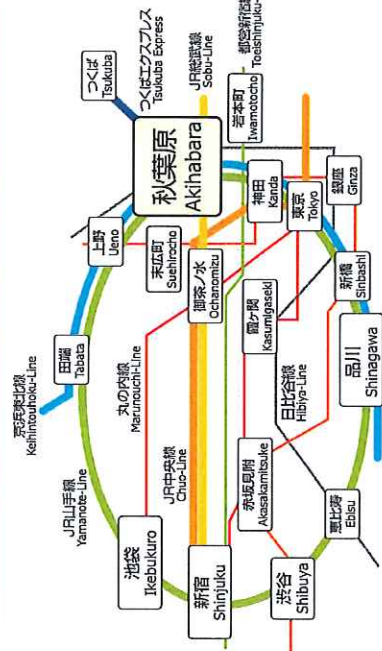 つくば
Tsukuba
つくばエクスプレス
Tsukuba Express
JR総武線
Sobu-Line
都営新宿線
Toeishinjuku-
秋葉原
Akihabara
岩本町
Iwamotocho
上野
Ueno
末広町
Suehirocho
神田
Kanda
御茶ノ水
Ochanomizu
東京
Tokyo
銀座
Ginza
田端
Tabata
京浜東北線
Keihintouhoku-Line
丸の内線
Marunouchi-Line
霞ヶ関
Kasumigaseki
新橋
Sinbashi
JR山手線
Yamanote-Line
JR中央線
Chuo-Line
日比谷線
Hibiya-Line
品川
Shinagawa
池袋
Ikebukuro
赤坂見附
Akasakamitsuke
新宿
Shinjuku
渋谷
Shibuya
恵比寿
Ebisu